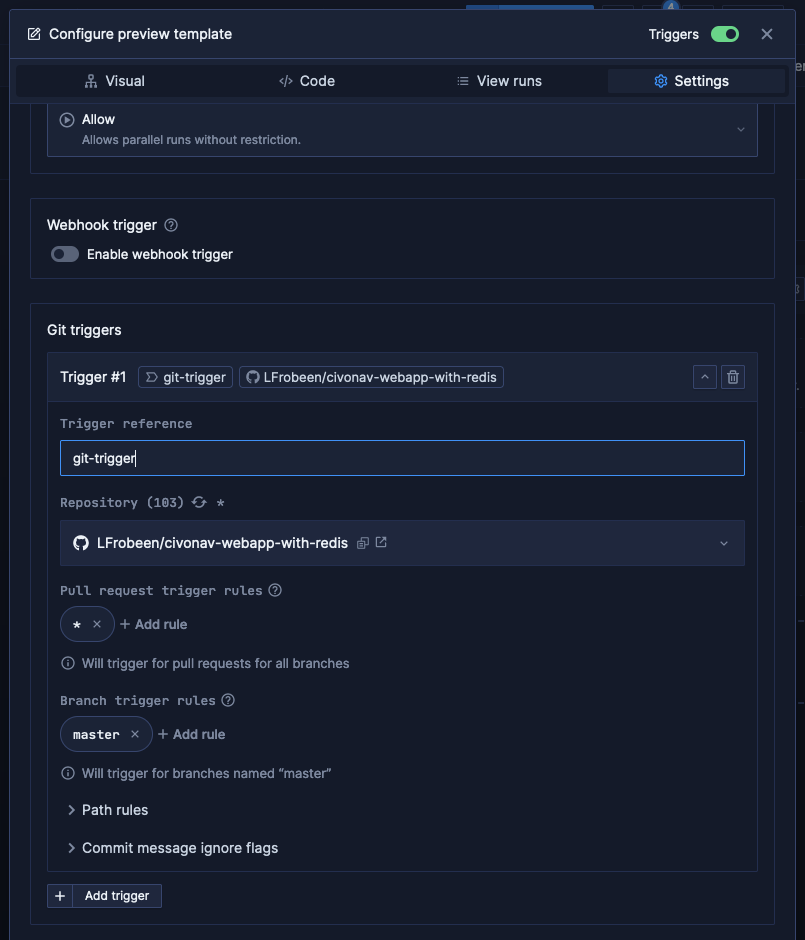 4
Configure preview template
Triggers
Visual
Code
View runs
Settings
Allow
Allows parallel runs without restriction.
Webhook trigger
Enable webhook trigger
Git triggers
Trigger #1 git-trigger LFrobeen/civonav-webapp-with-redis
Trigger reference
git-trigger
Repository (103) *
LFrobeen/civonav-webapp-with-redis
Pull request trigger rules
* × + Add rule
Will trigger for pull requests for all branches
Branch trigger rules
master × + Add rule
Will trigger for branches named “master”
Path rules
Commit message ignore flags
+ Add trigger